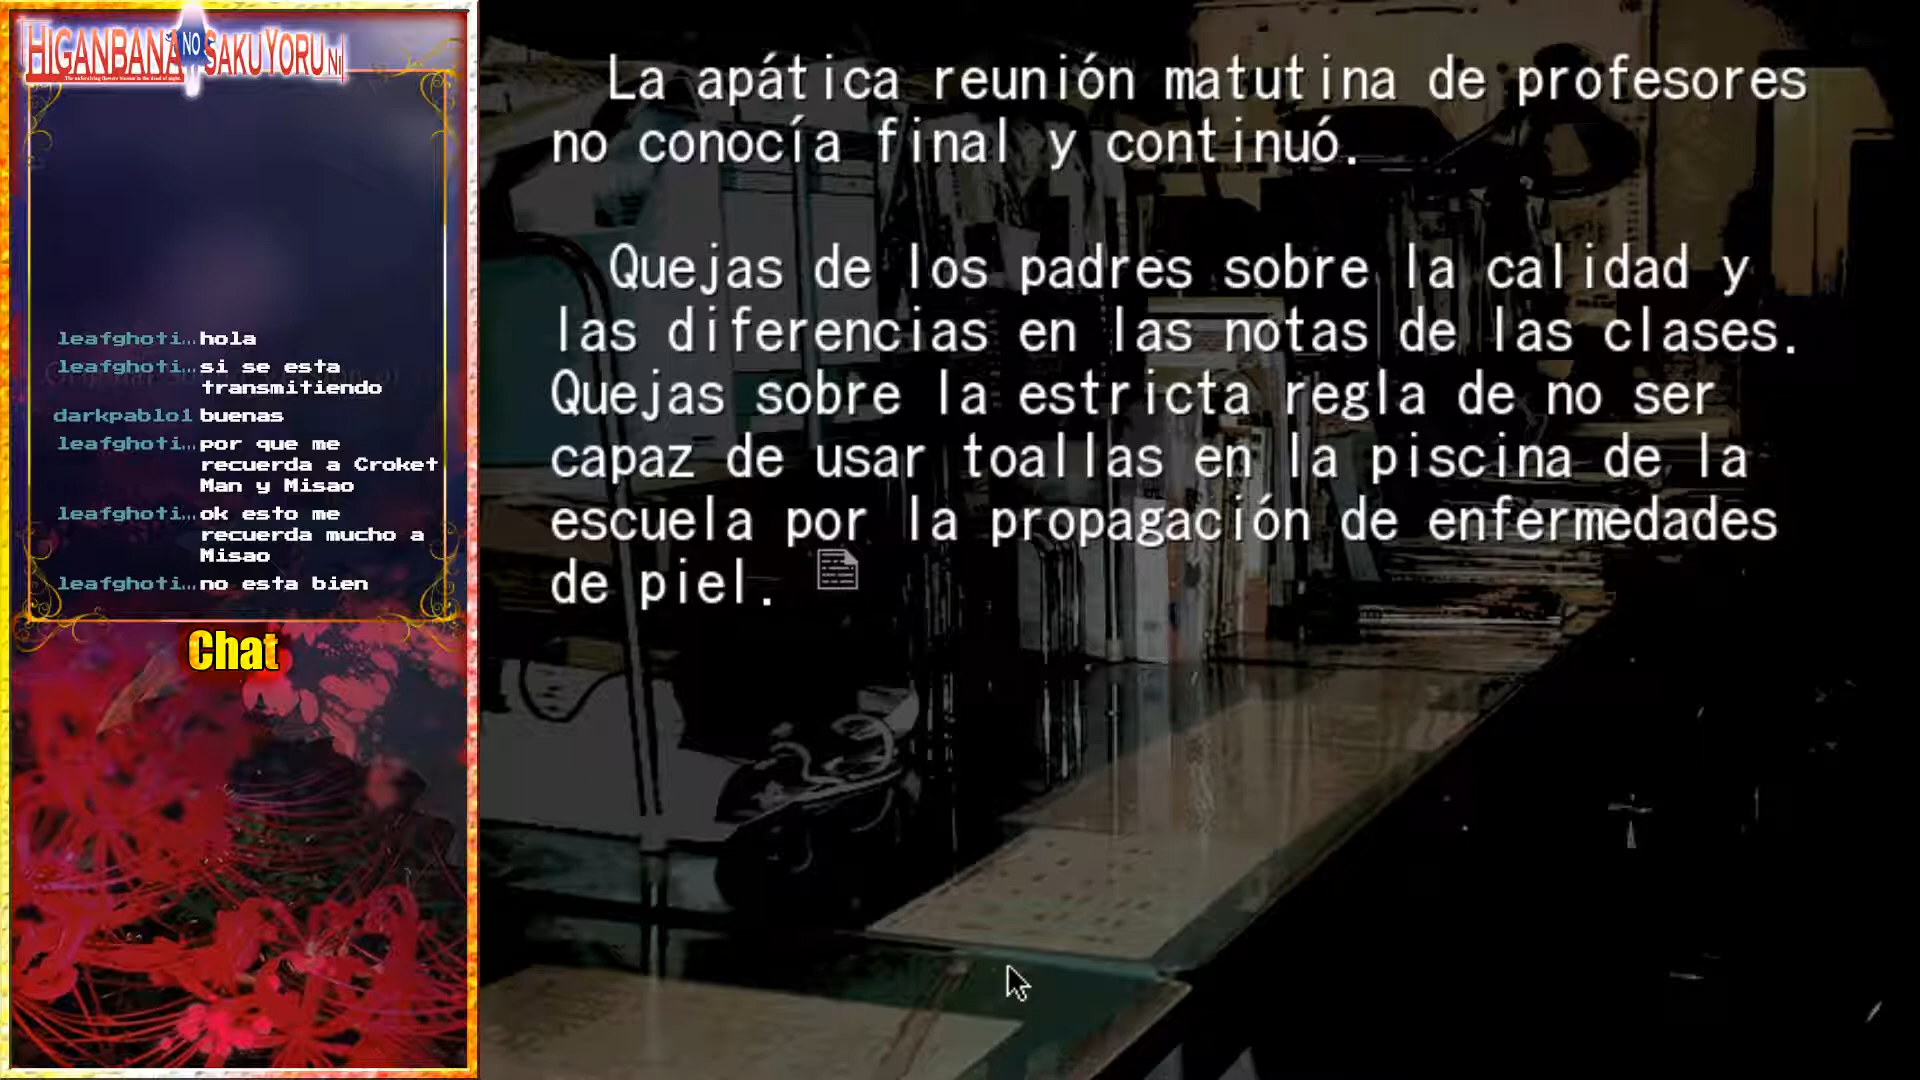 HIGANBANA NO SAKU YORU NI
hola
si se esta
transmitiendo
darkpablo1 buenas
leafghoti… por que me
recuerda a Croket
Man y Misao
leafghoti… ok esto me
recuerda mucho a
Misao
leafghoti… no esta bien
Chat
La apática reunión matutina de profesores
no conocía final y continuó.
Quejas de los padres sobre la calidad y
las diferencias en las notas de las clases.
Quejas sobre la estricta regla de no ser
capaz de usar toallas en la piscina de la
escuela por la propagación de enfermedades
de piel.